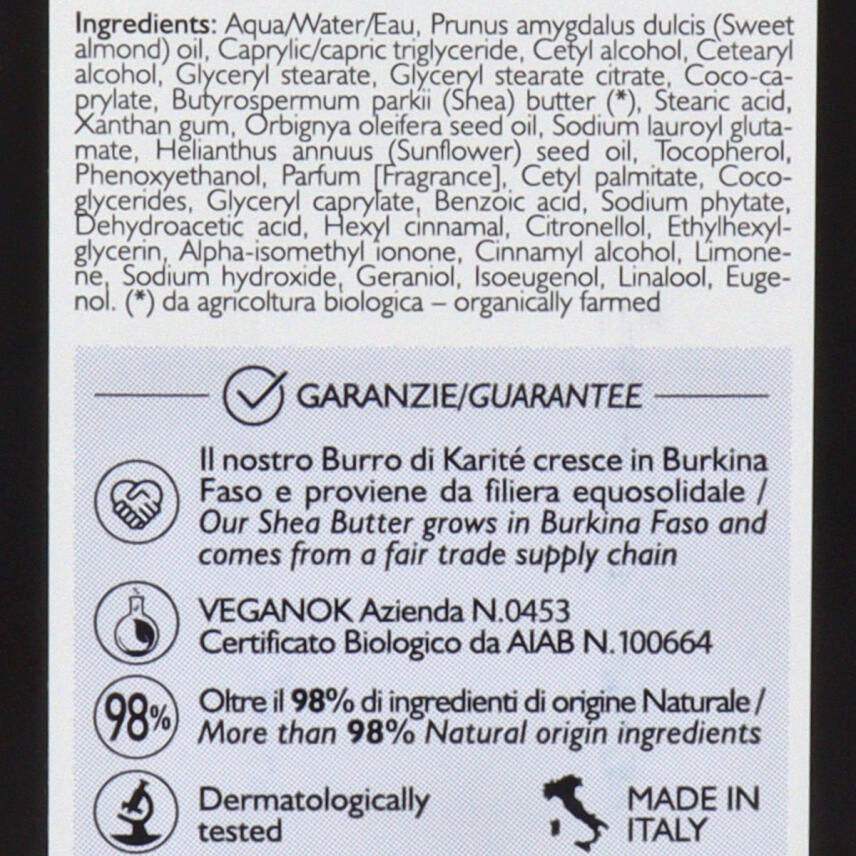 Ingredients: Aqua/Water/Eau, Prunus amygdalus dulcis (Sweet
almond) oil, Caprylic/capric triglyceride, Cetyl alcohol, Cetearyl
alcohol, Glyceryl stearate, Glyceryl stearate citrate, Coco-ca-
prylate, Butyrospermum parkii (Shea) butter (*), Stearic acid,
Xanthan gum, Orbignya oleifera seed oil, Sodium lauroyl gluta-
mate, Helianthus annuus (Sunflower) seed oil, Tocopherol,
Phenoxyethanol, Parfum [Fragrance], Cetyl palmitate, Coco-
glycerides, Glyceryl caprylate, Benzoic acid, Sodium phytate,
Dehydroacetic acid, Hexyl cinnamal, Citronellol, Ethylhexyl-
glycerin, Alpha-isomethyl ionone, Cinnamyl alcohol, Limone-
ne, Sodium hydroxide, Geraniol, Isoeugenol, Linalool, Euge-
nol. (*) da agricoltura biologica – organically farmed
GARANZIE/GUARANTEE
Il nostro Burro di Karité cresce in Burkina
Faso e proviene da filiera equosolidale /
Our Shea Butter grows in Burkina Faso and
comes from a fair trade supply chain
VEGANOK Azienda N.0453
Certificato Biologico da AIAB N.100664
98%
Oltre il 98% di ingredienti di origine Naturale /
More than 98% Natural origin ingredients
Dermatologically
tested
MADE IN
ITALY